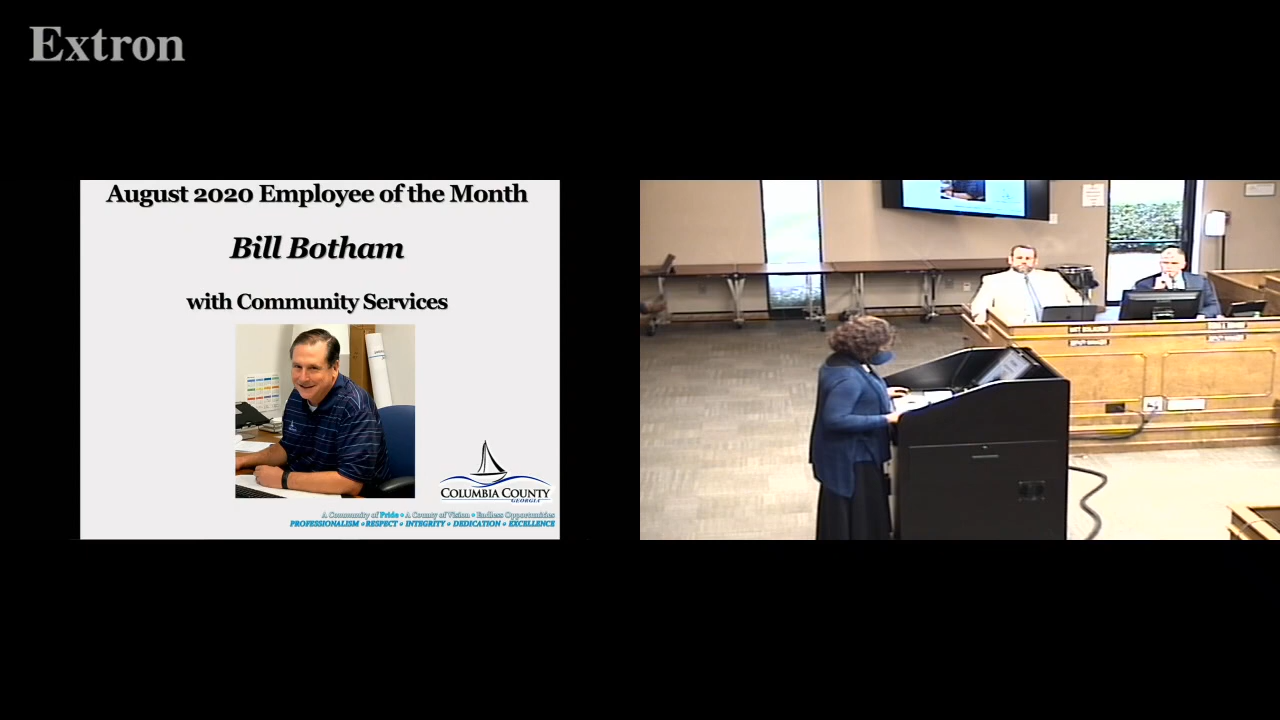 Extron
August 2020 Employee of the Month
Bill Botham
with Community Services
COLUMBIA COUNTY
GEORGIA
A Community of Pride • A County of Vision • Endless Opportunities
PROFESSIONALISM • RESPECT • INTEGRITY • DEDICATION • EXCELLENCE